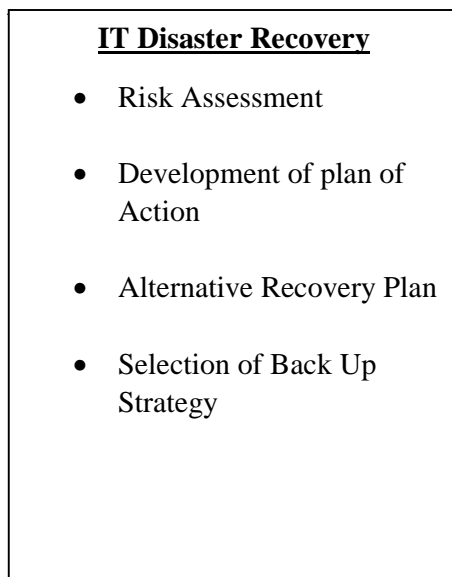 IT Disaster Recovery
• Risk Assessment
• Development of plan of
Action
• Alternative Recovery Plan
• Selection of Back Up
Strategy